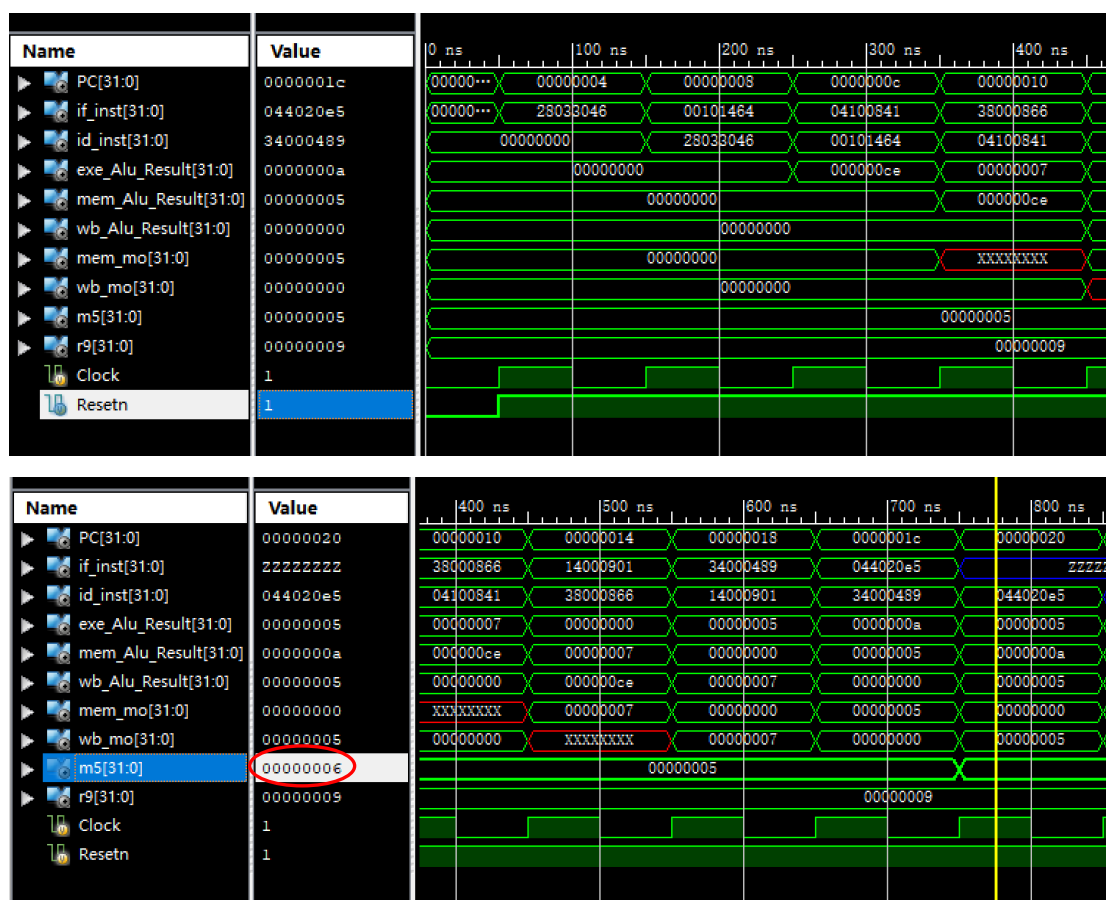 Name Value 0 ns 100 ns 200 ns 300 ns 400 ns
PC[31:0] 0000001c 00000··· 00000004 00000008 0000000c 00000010
if_inst[31:0] 044020e5 00000··· 28033046 00101464 04100841 38000866
id_inst[31:0] 34000489 00000000 28033046 00101464 04100841
exe_Alu_Result[31:0] 0000000a 00000000 000000ce 00000007
mem_Alu_Result[31:0] 00000005 00000000 000000ce
wb_Alu_Result[31:0] 00000000 00000000
mem_mo[31:0] 00000005 00000000 XXXXXXXX
wb_mo[31:0] 00000000 00000000
m5[31:0] 00000005 00000005
r9[31:0] 00000009 00000009
Clock 1
Resetn 1
Name Value 400 ns 500 ns 600 ns 700 ns 800 ns
PC[31:0] 00000020 00000010 00000014 00000018 0000001c 00000020
if_inst[31:0] ZZZZZZZZ 38000866 14000901 34000489 044020e5 ZZZZ
id_inst[31:0] 044020e5 04100841 38000866 14000901 34000489 044020e5
exe_Alu_Result[31:0] 00000005 00000007 00000000 00000005 0000000a 00000005
mem_Alu_Result[31:0] 0000000a 000000ce 00000007 00000000 00000005 0000000a
wb_Alu_Result[31:0] 00000005 00000000 000000ce 00000007 00000000 00000005
mem_mo[31:0] 00000000 XXXXXXXX 00000007 00000000 00000005 00000000
wb_mo[31:0] 00000005 00000000 XXXXXXXX 00000007 00000000 00000005
m5[31:0] 00000006 00000005
r9[31:0] 00000009 00000009
Clock 1
Resetn 1